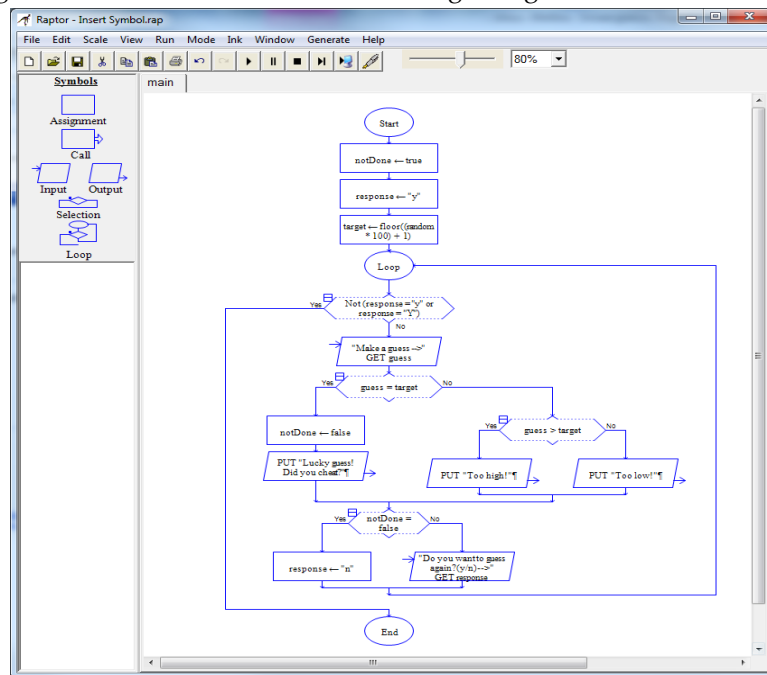 Raptor - Insert Symbol.rap
File Edit Scale View Run Mode Ink Window Generate Help
80%
Symbols
main
Assignment
Call
Input Output
Selection
Loop
Start
notDone ← true
response ← "y"
target ← floor((random
* 100) + 1)
Loop
Yes
Not (response = "y" or
response = "Y")
No
"Make a guess -->"
GET guess
Yes
guess = target
No
notDone ← false
Yes
guess > target
No
PUT "Lucky guess!
Did you cheat?"¶
PUT "Too high!"¶
PUT "Too low!"¶
Yes
notDone =
false
No
response ← "n"
"Do you want to guess
again?(y/n)-->"
GET response
End